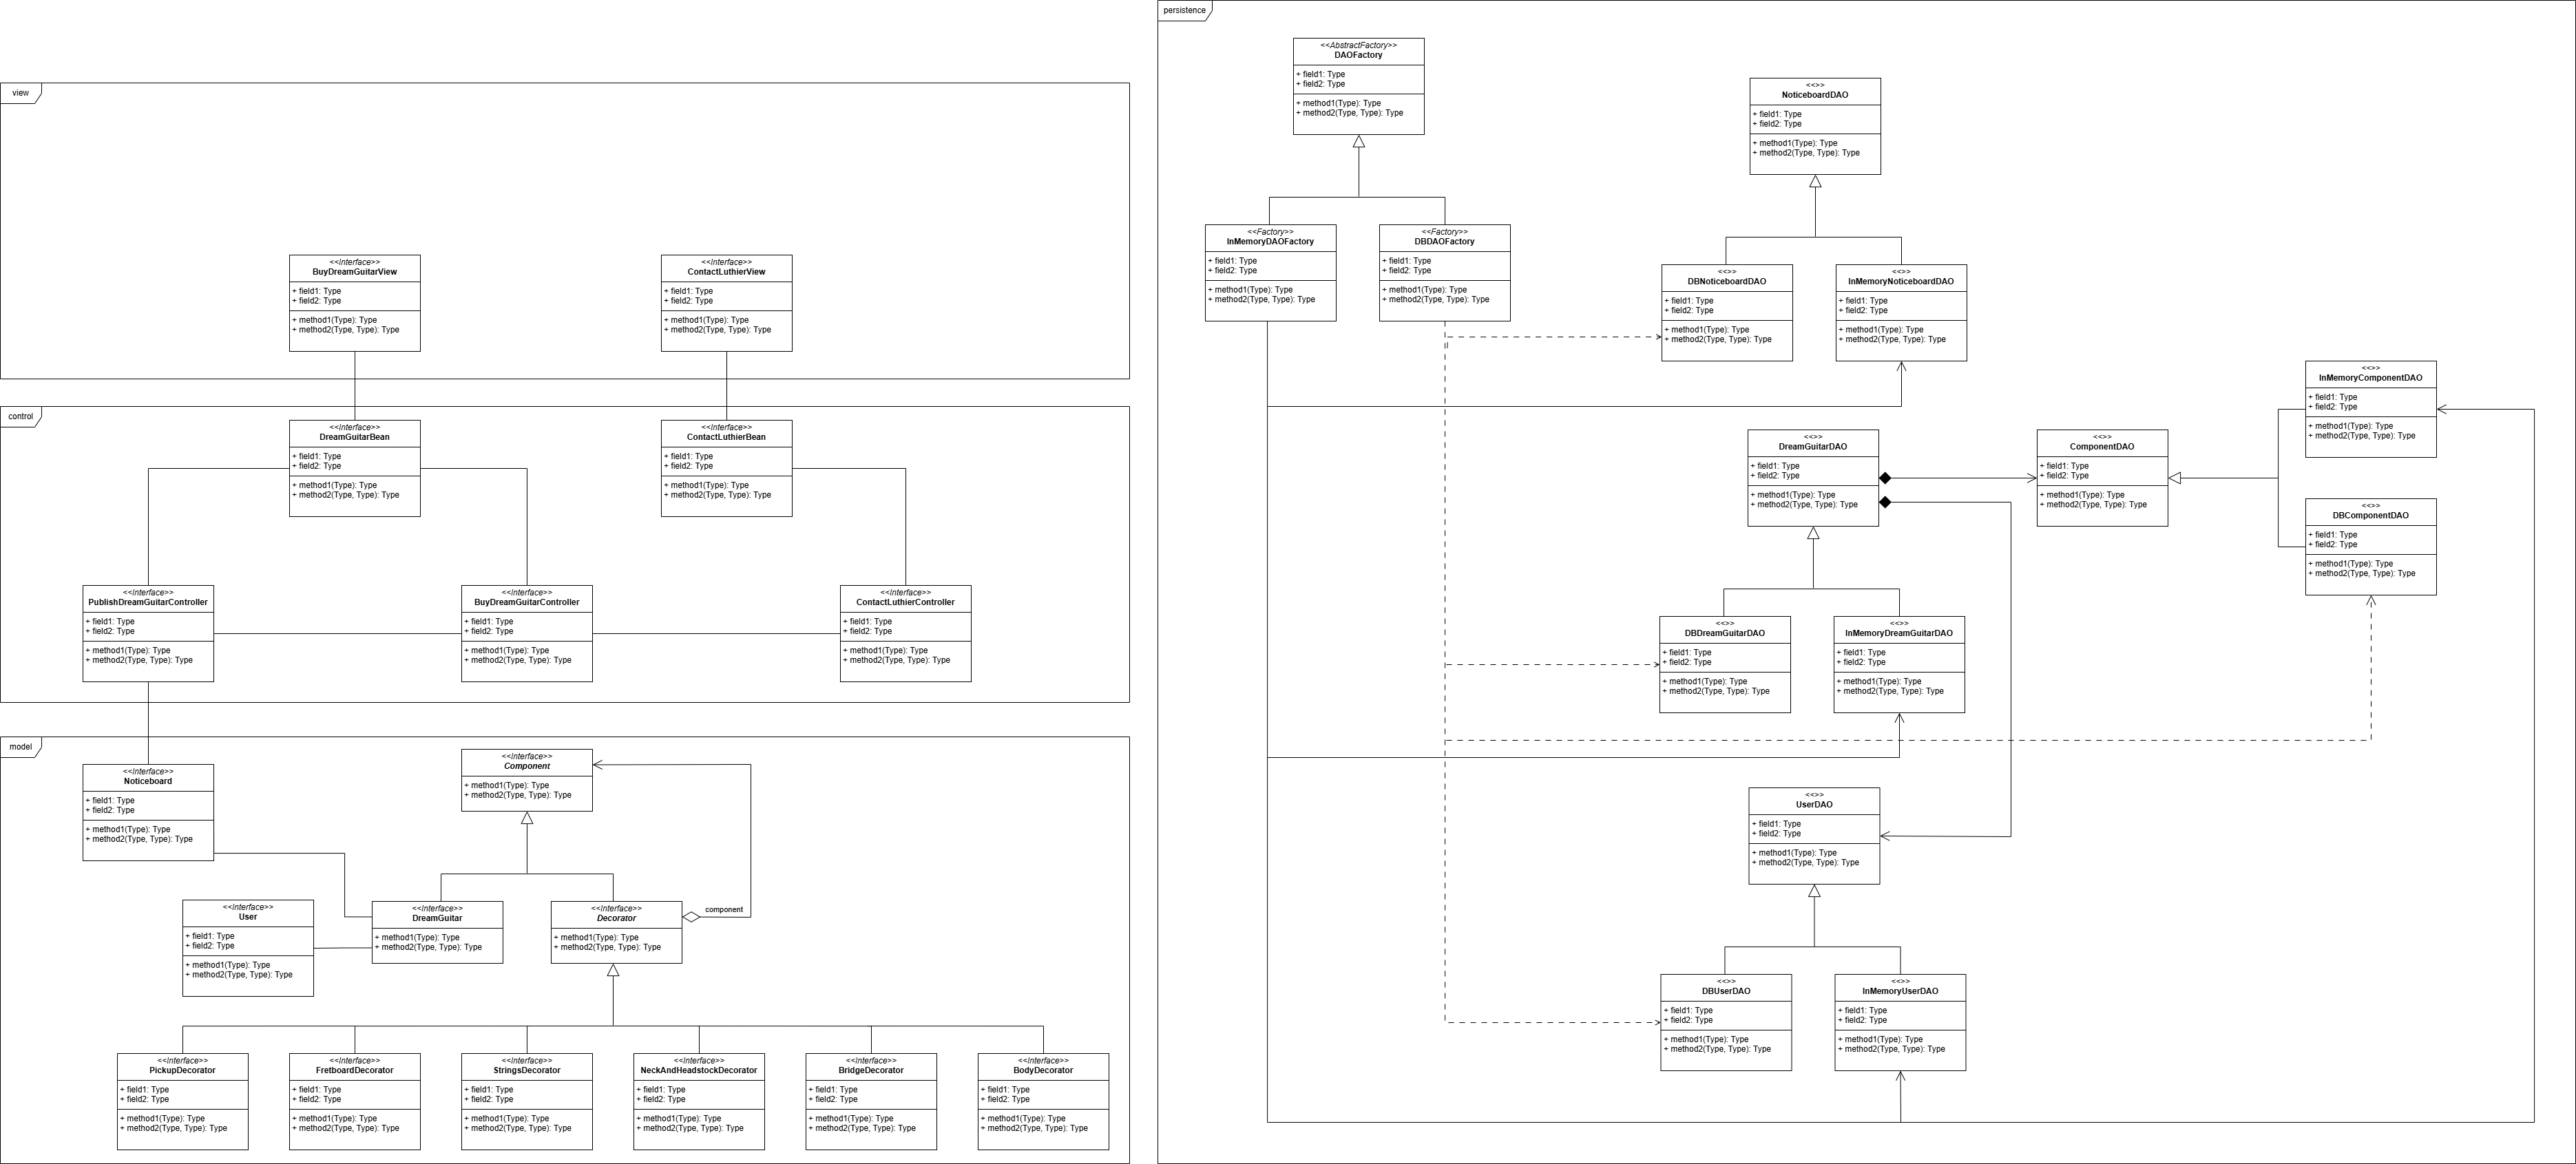 view
<<Interface>>
BuyDreamGuitarView
+ field1: Type
+ field2: Type
+ method1(Type): Type
+ method2(Type, Type): Type
<<Interface>>
ContactLuthierView
+ field1: Type
+ field2: Type
+ method1(Type): Type
+ method2(Type, Type): Type
control
<<Interface>>
DreamGuitarBean
+ field1: Type
+ field2: Type
+ method1(Type): Type
+ method2(Type, Type): Type
<<Interface>>
ContactLuthierBean
+ field1: Type
+ field2: Type
+ method1(Type): Type
+ method2(Type, Type): Type
<<Interface>>
PublishDreamGuitarController
+ field1: Type
+ field2: Type
+ method1(Type): Type
+ method2(Type, Type): Type
<<Interface>>
BuyDreamGuitarController
+ field1: Type
+ field2: Type
+ method1(Type): Type
+ method2(Type, Type): Type
<<Interface>>
ContactLuthierController
+ field1: Type
+ field2: Type
+ method1(Type): Type
+ method2(Type, Type): Type
model
<<Interface>>
Noticeboard
+ field1: Type
+ field2: Type
+ method1(Type): Type
+ method2(Type, Type): Type
<<Interface>>
Component
+ method1(Type): Type
+ method2(Type, Type): Type
<<Interface>>
User
+ field1: Type
+ field2: Type
+ method1(Type): Type
+ method2(Type, Type): Type
<<Interface>>
DreamGuitar
+ method1(Type): Type
+ method2(Type, Type): Type
<<Interface>>
Decorator
+ method1(Type): Type
+ method2(Type, Type): Type
component
<<Interface>>
PickupDecorator
+ field1: Type
+ field2: Type
+ method1(Type): Type
+ method2(Type, Type): Type
<<Interface>>
FretboardDecorator
+ field1: Type
+ field2: Type
+ method1(Type): Type
+ method2(Type, Type): Type
<<Interface>>
StringsDecorator
+ field1: Type
+ field2: Type
+ method1(Type): Type
+ method2(Type, Type): Type
<<Interface>>
NeckAndHeadstockDecorator
+ field1: Type
+ field2: Type
+ method1(Type): Type
+ method2(Type, Type): Type
<<Interface>>
BridgeDecorator
+ field1: Type
+ field2: Type
+ method1(Type): Type
+ method2(Type, Type): Type
<<Interface>>
BodyDecorator
+ field1: Type
+ field2: Type
+ method1(Type): Type
+ method2(Type, Type): Type
persistence
<<AbstractFactory>>
DAOFactory
+ field1: Type
+ field2: Type
+ method1(Type): Type
+ method2(Type, Type): Type
<<>>
NoticeboardDAO
+ field1: Type
+ field2: Type
+ method1(Type): Type
+ method2(Type, Type): Type
<<Factory>>
InMemoryDAOFactory
+ field1: Type
+ field2: Type
+ method1(Type): Type
+ method2(Type, Type): Type
<<Factory>>
DBDAOFactory
+ field1: Type
+ field2: Type
+ method1(Type): Type
+ method2(Type, Type): Type
<<>>
DBNoticeboardDAO
+ field1: Type
+ field2: Type
+ method1(Type): Type
+ method2(Type, Type): Type
<<>>
InMemoryNoticeboardDAO
+ field1: Type
+ field2: Type
+ method1(Type): Type
+ method2(Type, Type): Type
<<>>
InMemoryComponentDAO
+ field1: Type
+ field2: Type
+ method1(Type): Type
+ method2(Type, Type): Type
<<>>
DreamGuitarDAO
+ field1: Type
+ field2: Type
+ method1(Type): Type
+ method2(Type, Type): Type
<<>>
ComponentDAO
+ field1: Type
+ field2: Type
+ method1(Type): Type
+ method2(Type, Type): Type
<<>>
DBComponentDAO
+ field1: Type
+ field2: Type
+ method1(Type): Type
+ method2(Type, Type): Type
<<>>
DBDreamGuitarDAO
+ field1: Type
+ field2: Type
+ method1(Type): Type
+ method2(Type, Type): Type
<<>>
InMemoryDreamGuitarDAO
+ field1: Type
+ field2: Type
+ method1(Type): Type
+ method2(Type, Type): Type
<<>>
UserDAO
+ field1: Type
+ field2: Type
+ method1(Type): Type
+ method2(Type, Type): Type
<<>>
DBUserDAO
+ field1: Type
+ field2: Type
+ method1(Type): Type
+ method2(Type, Type): Type
<<>>
InMemoryUserDAO
+ field1: Type
+ field2: Type
+ method1(Type): Type
+ method2(Type, Type): Type